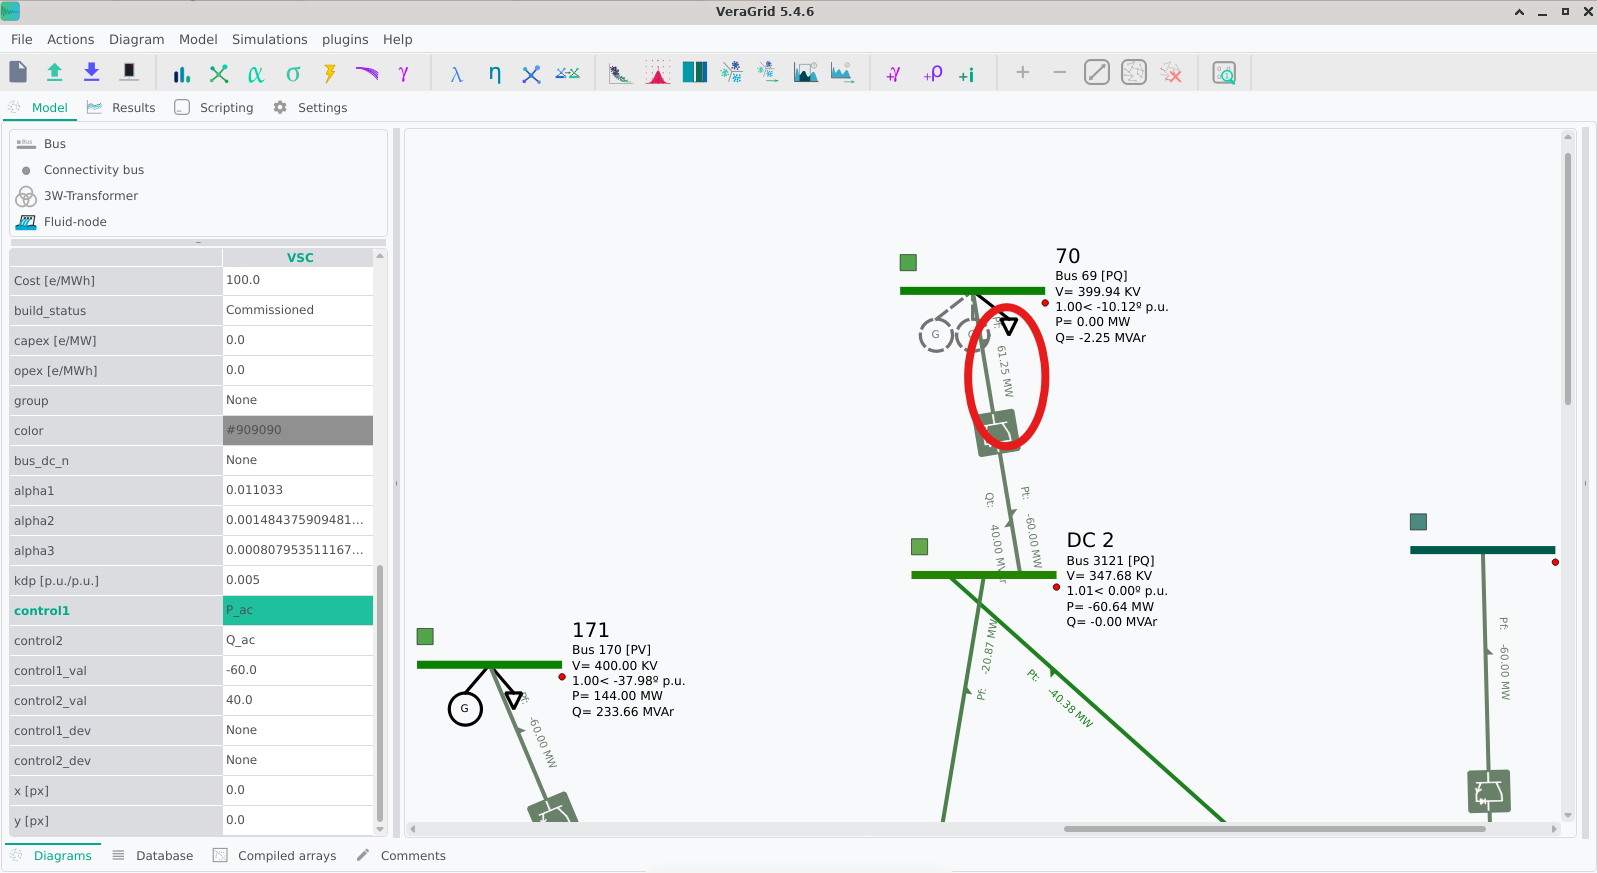 VeraGrid 5.4.6
File Actions Diagram Model Simulations plugins Help
Model Results Scripting Settings
Bus
Connectivity bus
3W-Transformer
Fluid-node
VSC
Cost [e/MWh] 100.0
build_status Commissioned
capex [e/MW] 0.0
opex [e/MWh] 0.0
group None
color #909090
bus_dc_n None
alpha1 0.011033
alpha2 0.001484375909481...
alpha3 0.000807953511167...
kdp [p.u./p.u.] 0.005
control1 P_ac
control2 Q_ac
control1_val -60.0
control2_val 40.0
control1_dev None
control2_dev None
x [px] 0.0
y [px] 0.0
70
Bus 69 [PQ]
V= 399.94 KV
1.00< -10.12º p.u.
P= 0.00 MW
Q= -2.25 MVAr
G
Pf: 61.25 MW
Qt: 40.00 MVAr
Pt: -60.00 MW
DC 2
Bus 3121 [PQ]
V= 347.68 KV
1.01< 0.00º p.u.
P= -60.64 MW
Q= -0.00 MVAr
Pf: -20.87 MW
Pt: -40.38 MW
171
Bus 170 [PV]
V= 400.00 KV
1.00< -37.98º p.u.
P= 144.00 MW
Q= 233.66 MVAr
G
Pf: -60.00 MW
Pf: -60.00 MW
Diagrams Database Compiled arrays Comments